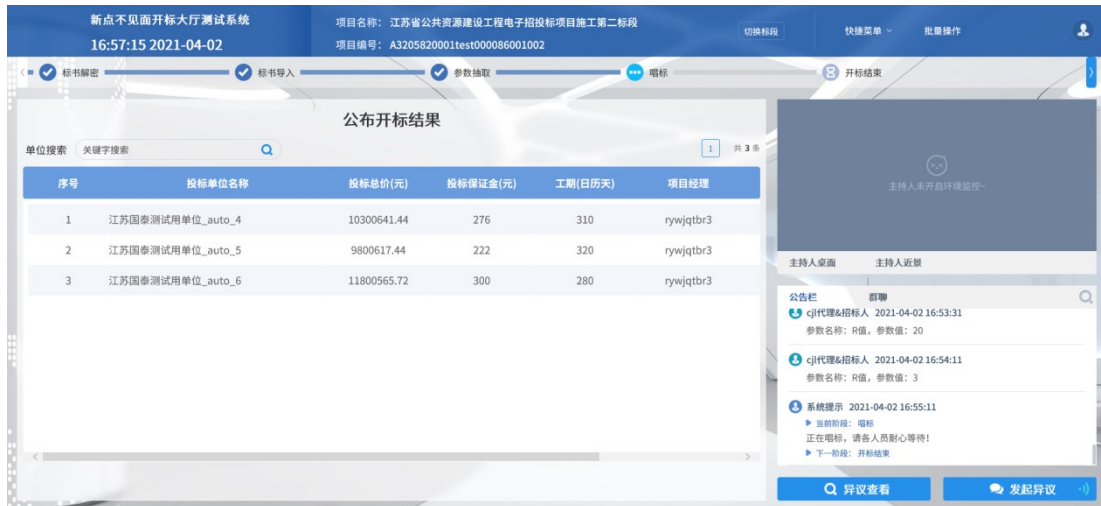 新点不见面开标大厅测试系统
16:57:15 2021-04-02
项目名称: 江苏省公共资源建设工程电子招投标项目施工第二标段
项目编号: A3205820001test000086001002
切换标段
快捷菜单
批量操作
标书解密
标书导入
参数抽取
唱标
开标结束
公布开标结果
单位搜索 关键字搜索
1 共 3 条
序号 投标单位名称 投标总价(元) 投标保证金(元) 工期(日历天) 项目经理
1 江苏国泰测试用单位_auto_4 10300641.44 276 310 rywjqtbr3
2 江苏国泰测试用单位_auto_5 9800617.44 222 320 rywjqtbr3
3 江苏国泰测试用单位_auto_6 11800565.72 300 280 rywjqtbr3
主持人未开启环境监控~
主持人桌面 主持人近景
公告栏 群聊
cjl代理&招标人 2021-04-02 16:53:31
参数名称: R值, 参数值: 20
cjl代理&招标人 2021-04-02 16:54:11
参数名称: R值, 参数值: 3
系统提示 2021-04-02 16:55:11
当前阶段: 唱标
正在唱标, 请各人员耐心等待!
下一阶段: 开标结束
异议查看
发起异议